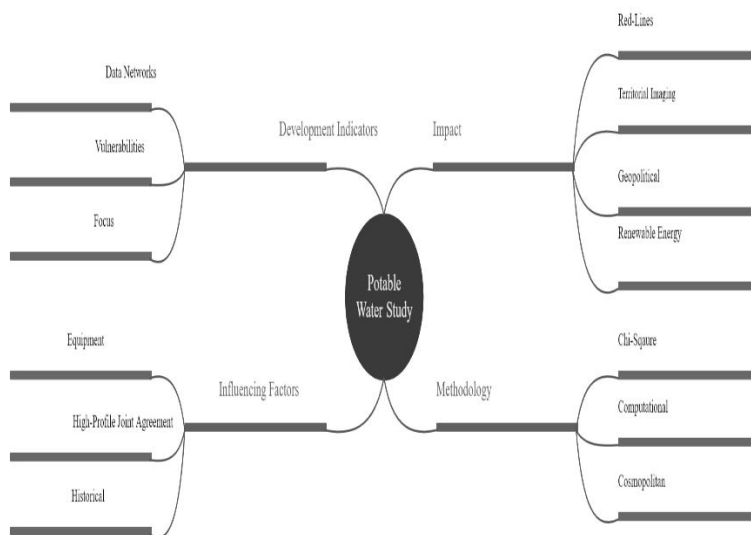 Potable
Water Study
Development Indicators
Data Networks
Vulnerabilities
Focus
Impact
Red-Lines
Territorial Imaging
Geopolitical
Renewable Energy
Influencing Factors
Equipment
High-Profile Joint Agreement
Historical
Methodology
Chi-Sqaure
Computational
Cosmopolitan